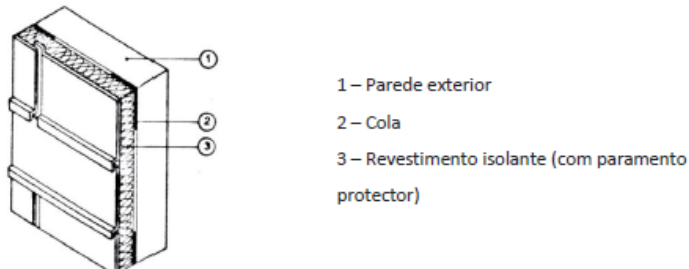 1
2
3
1 – Parede exterior
2 – Cola
3 – Revestimento isolante (com paramento
protector)